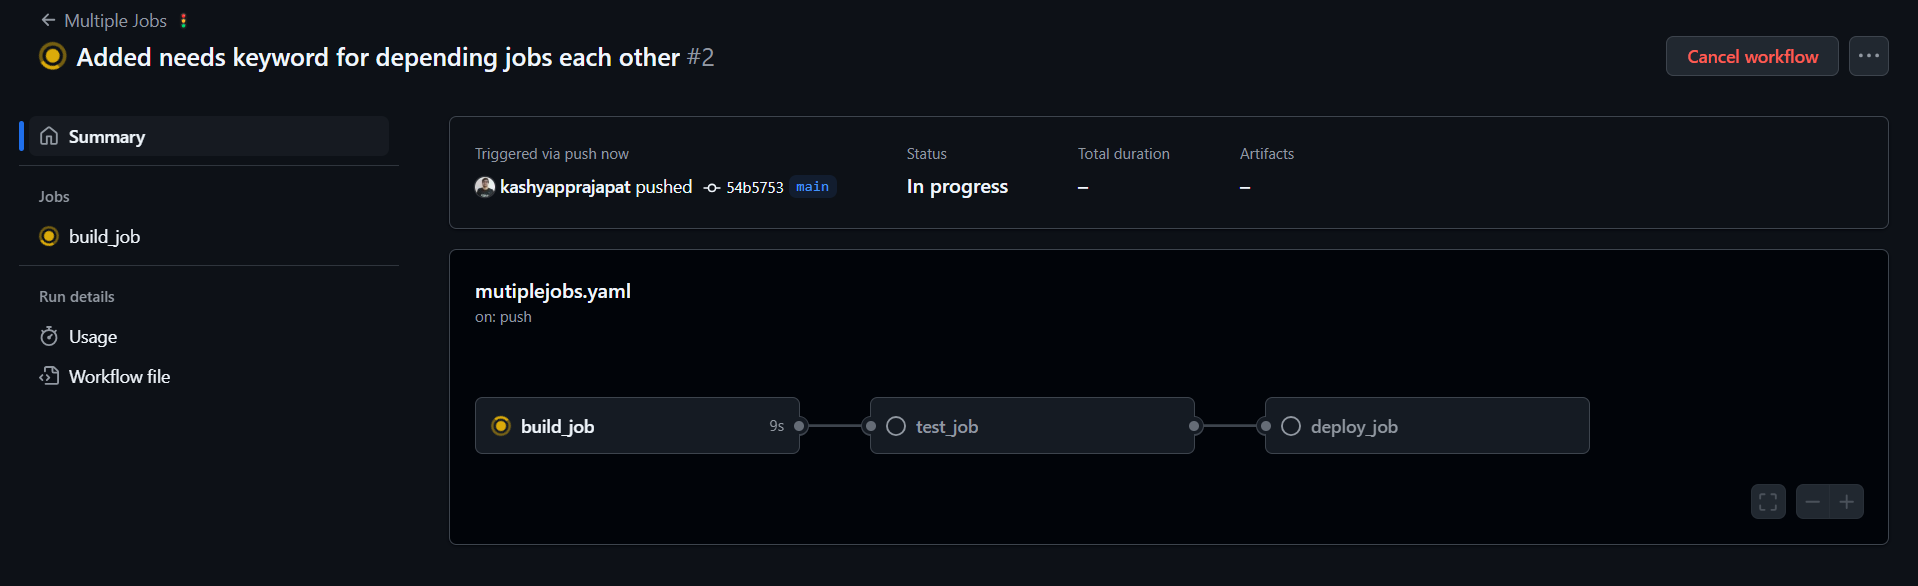 Multiple Jobs
Added needs keyword for depending jobs each other #2
Cancel workflow
Summary
Jobs
build_job
Run details
Usage
Workflow file
Triggered via push now
kashyapprajapat pushed 54b5753 main
Status
In progress
Total duration
–
Artifacts
–
mutiplejobs.yaml
on: push
build_job 9s
test_job
deploy_job